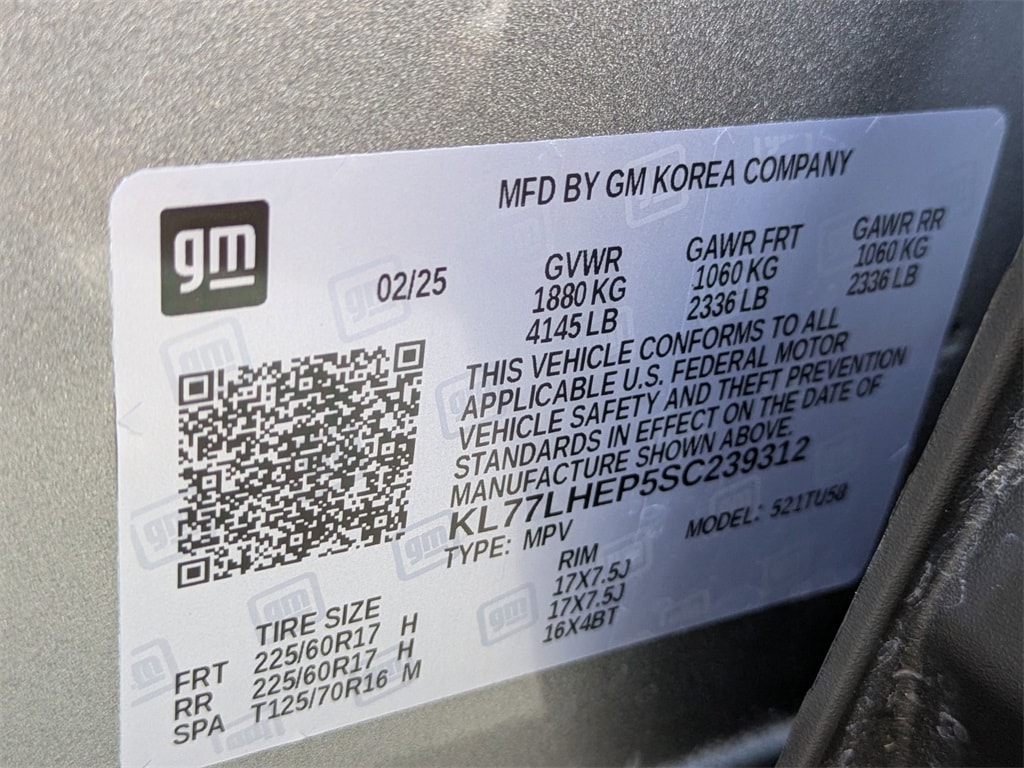 MFD BY GM KOREA COMPANY
gm
02/25
GVWR
1880 KG
4145 LB
GAWR FRT
1060 KG
2336 LB
GAWR RR
1060 KG
2336 LB
THIS VEHICLE CONFORMS TO ALL
APPLICABLE U.S. FEDERAL MOTOR
VEHICLE SAFETY AND THEFT PREVENTION
STANDARDS IN EFFECT ON THE DATE OF
MANUFACTURE SHOWN ABOVE.
KL77LHEP5SC239312
TYPE: MPV
MODEL: 521TU58
TIRE SIZE
RIM
FRT 225/60R17 H 17X7.5J
RR 225/60R17 H 17X7.5J
SPA T125/70R16 M 16X4BT